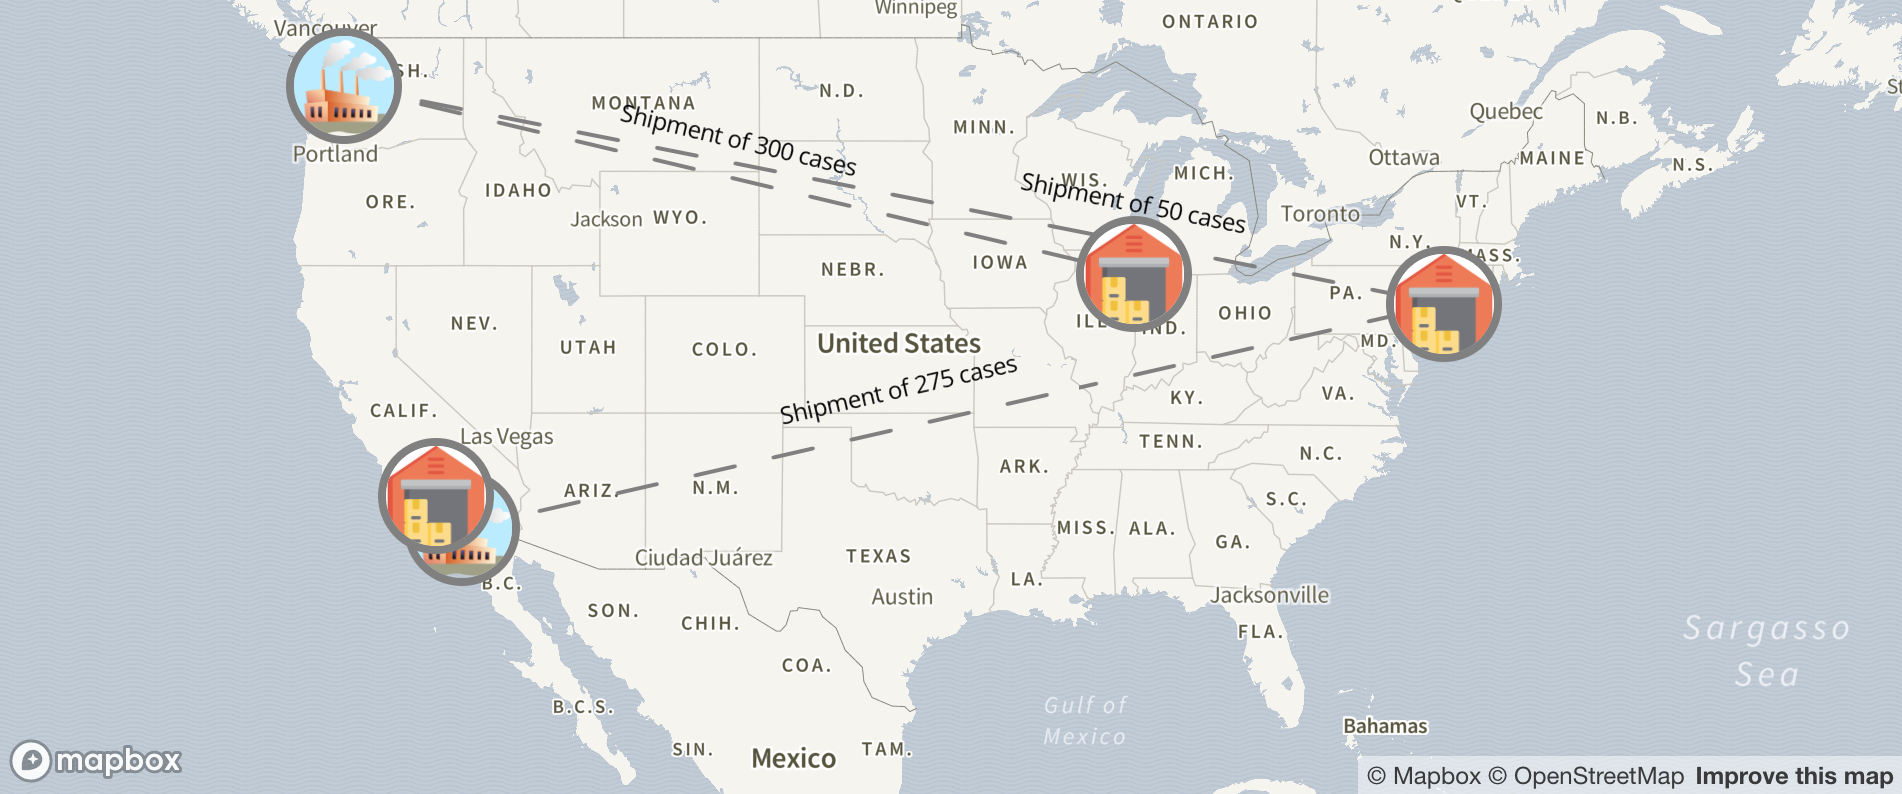 Winnipeg
ONTARIO
Vancouver
SH.
MONTANA
N.D.
MINN.
Quebec
N.B.
St
Shipment of 300 cases
Portland
IDAHO
WIS.
MICH.
Ottawa
MAINE
N.S.
ORE.
Jackson
WYO.
Shipment of 50 cases
Toronto
VT.
N.Y.
ASS.
NEBR.
IOWA
PA.
NEV.
ILL
IND.
OHIO
UTAH
COLO.
United States
MD.
Shipment of 275 cases
CALIF.
KY.
VA.
Las Vegas
TENN.
N.C.
ARIZ.
N.M.
ARK.
S.C.
MISS.
ALA.
GA.
Ciudad Juárez
TEXAS
B.C.
LA.
Austin
Jacksonville
SON.
CHIH.
FLA.
Sargasso
Sea
COA.
B.C.S.
Gulf of
Mexico
Bahamas
SIN.
Mexico
TAM.
mapbox
© Mapbox © OpenStreetMap Improve this map